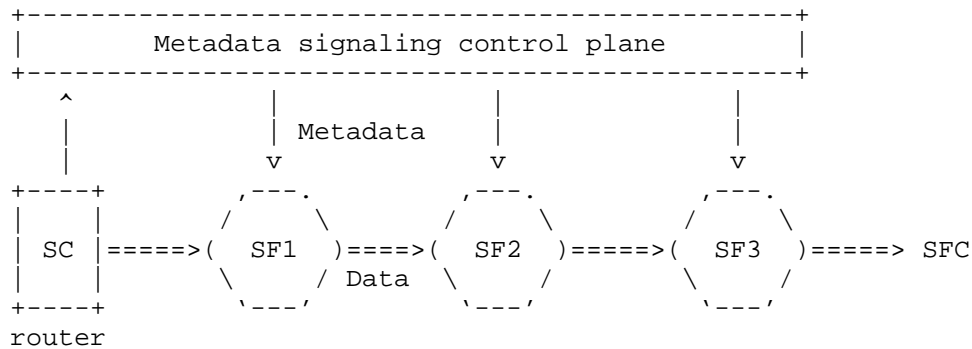 Metadata signaling control plane
Metadata
SC SF1 SF2 SF3 SFC
Data
router